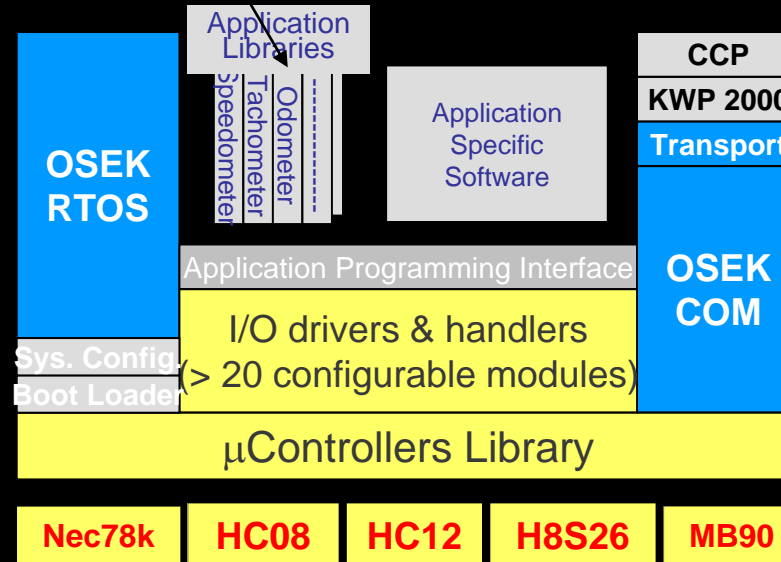 Application
Libraries
Speedometer
Tachometer
Odometer
-----------
Application
Specific
Software
OSEK
RTOS
CCP
KWP 2000
Transport
OSEK
COM
Application Programming Interface
I/O drivers & handlers
(> 20 configurable modules)
Sys. Config.
Boot Loader
µControllers Library
Nec78k
HC08
HC12
H8S26
MB90